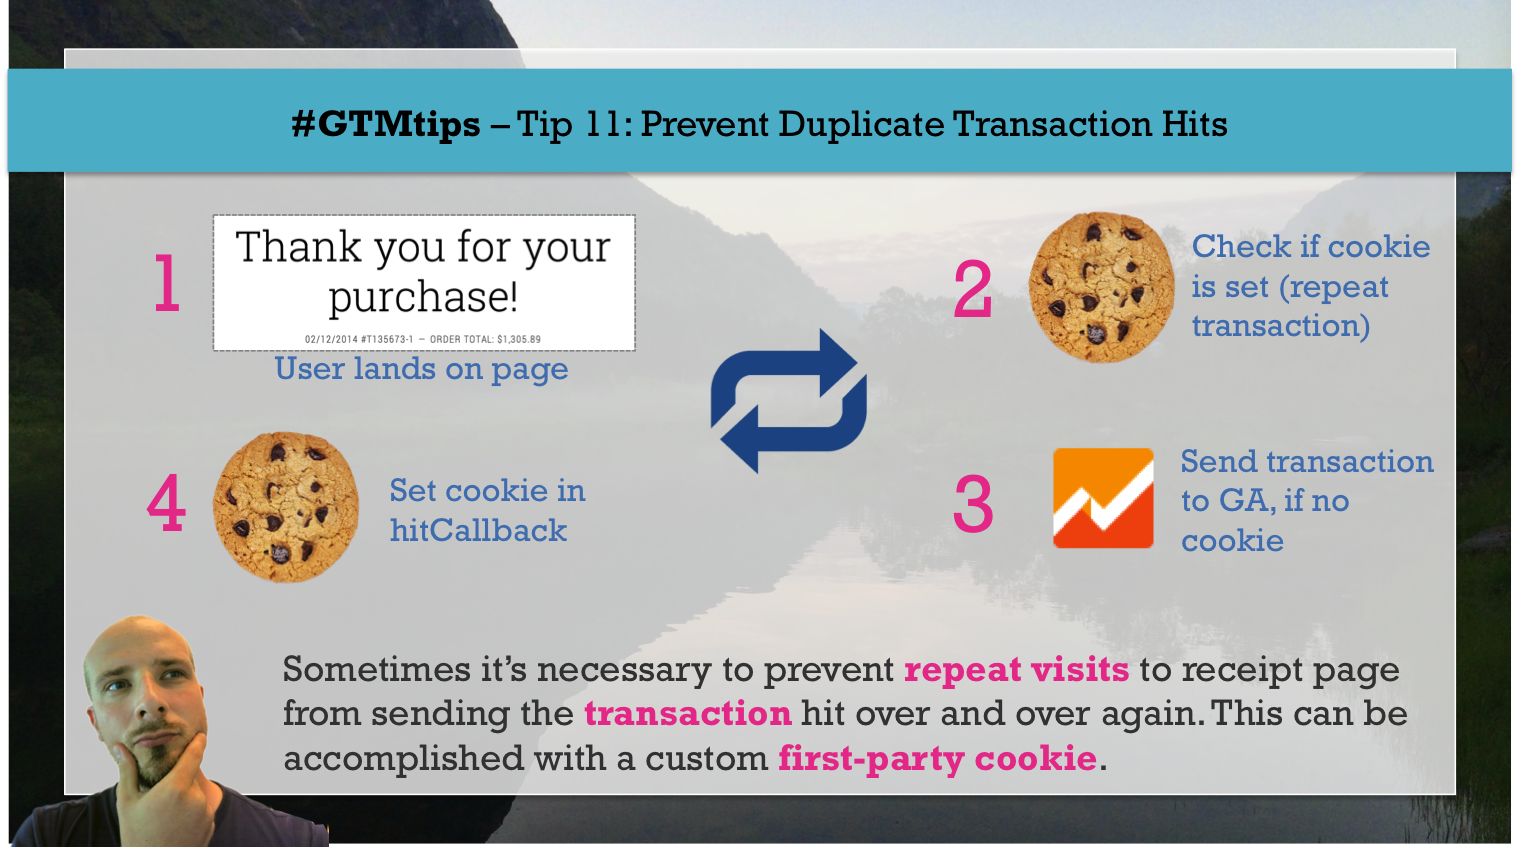 #GTMtips – Tip 11: Prevent Duplicate Transaction Hits
1
Thank you for your
purchase!
02/12/2014 #T135673-1 — ORDER TOTAL: $1,305.89
User lands on page
2
Check if cookie
is set (repeat
transaction)
3
Send transaction
to GA, if no
cookie
4
Set cookie in
hitCallback
Sometimes it’s necessary to prevent repeat visits to receipt page
from sending the transaction hit over and over again. This can be
accomplished with a custom first-party cookie.